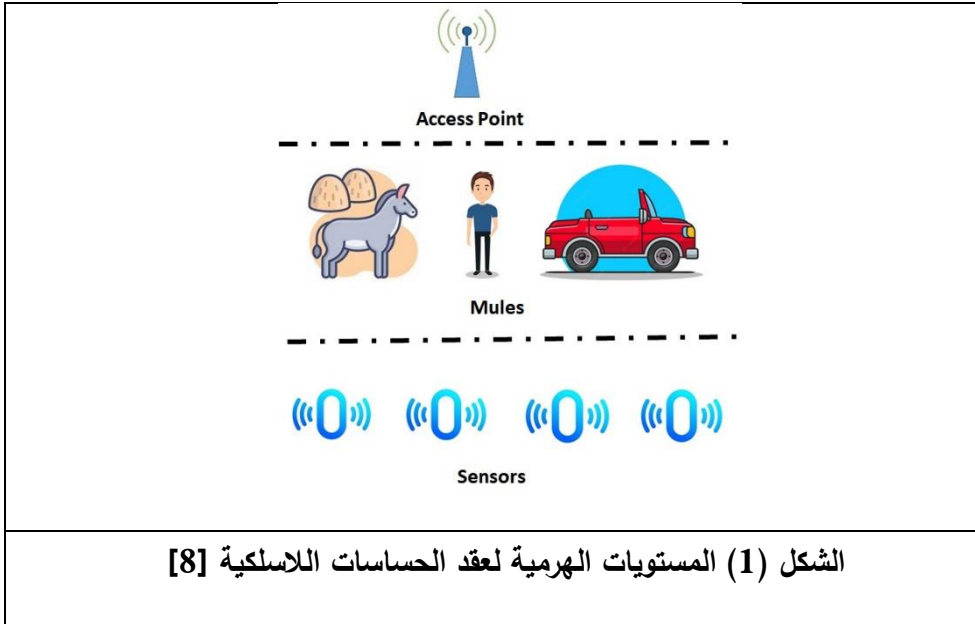 Access Point
Mules
Sensors
الشكل (1) المستويات الهرمية لعقد الحساسات اللاسلكية [8]